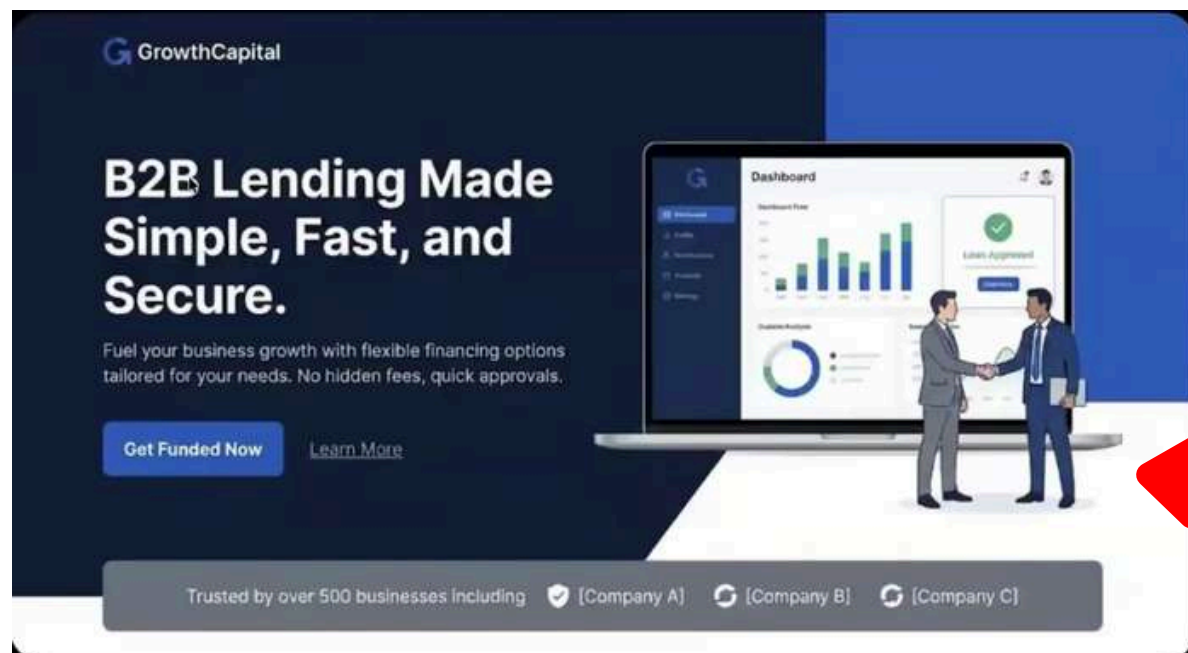 GrowthCapital
B2B Lending Made
Simple, Fast, and
Secure.
Fuel your business growth with flexible financing options
tailored for your needs. No hidden fees, quick approvals.
Get Funded Now
Learn More
Dashboard
Loan Approved
Trusted by over 500 businesses including
[Company A]
[Company B]
[Company C]